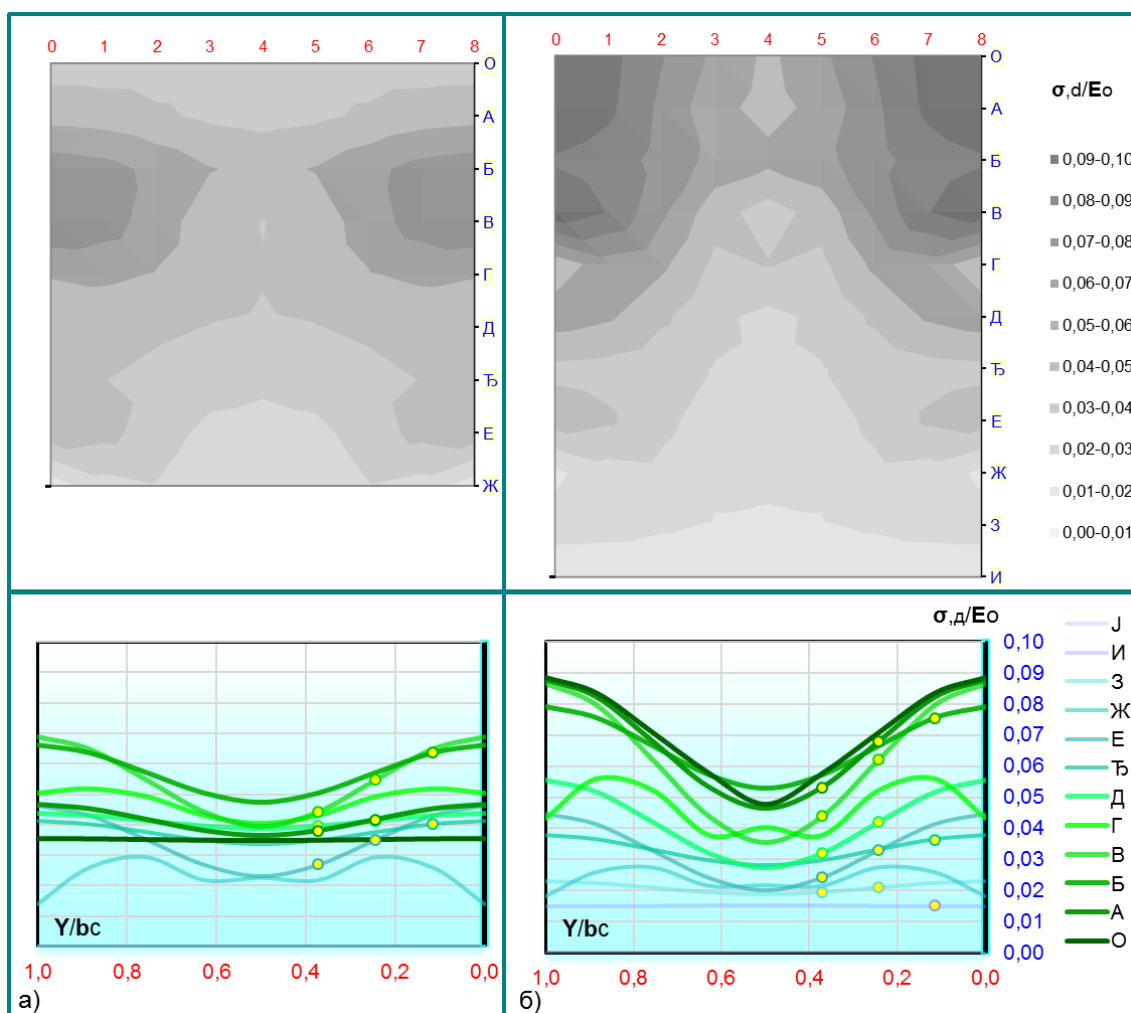 0 1 2 3 4 5 6 7 8
О
А
Б
В
Г
Д
Ђ
Е
Ж
0 1 2 3 4 5 6 7 8
О
А
Б
В
Г
Д
Ђ
Е
Ж
З
И
σ,d/Eo
0,09-0,10
0,08-0,09
0,07-0,08
0,06-0,07
0,05-0,06
0,04-0,05
0,03-0,04
0,02-0,03
0,01-0,02
0,00-0,01
Y/bc
1,0 0,8 0,6 0,4 0,2 0,0
а)
σ,д/Eo
0,10
0,09
0,08
0,07
0,06
0,05
0,04
0,03
0,02
0,01
0,00
Y/bc
1,0 0,8 0,6 0,4 0,2 0,0
б)
Ј
И
З
Ж
Е
Ђ
Д
Г
В
Б
А
О